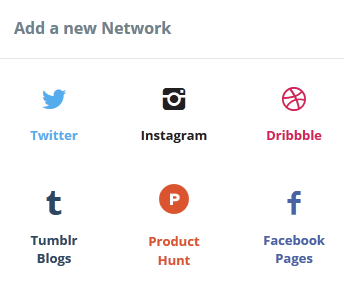 Add a new Network
Twitter Instagram Dribbble
t P f
Tumblr Product Facebook
Blogs Hunt Pages